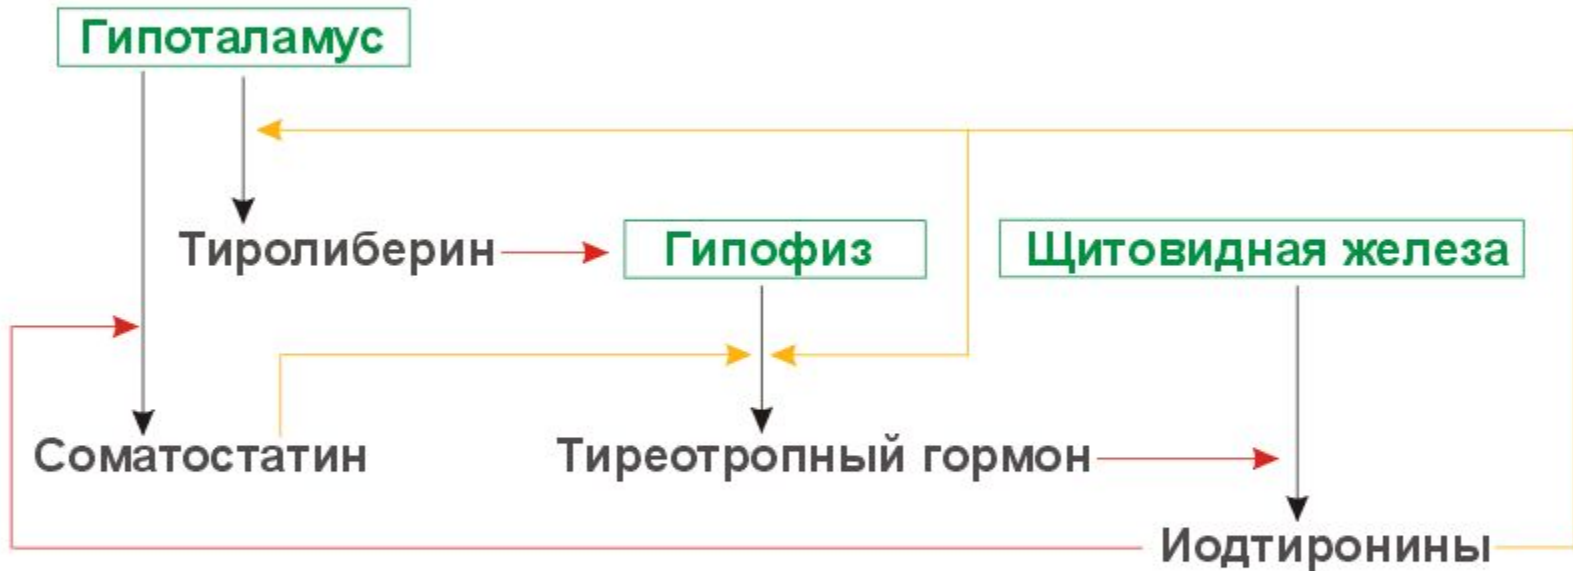 Гипоталамус
Тиролиберин
Гипофиз
Щитовидная железа
Соматостатин
Тиреотропный гормон
Иодтиронины